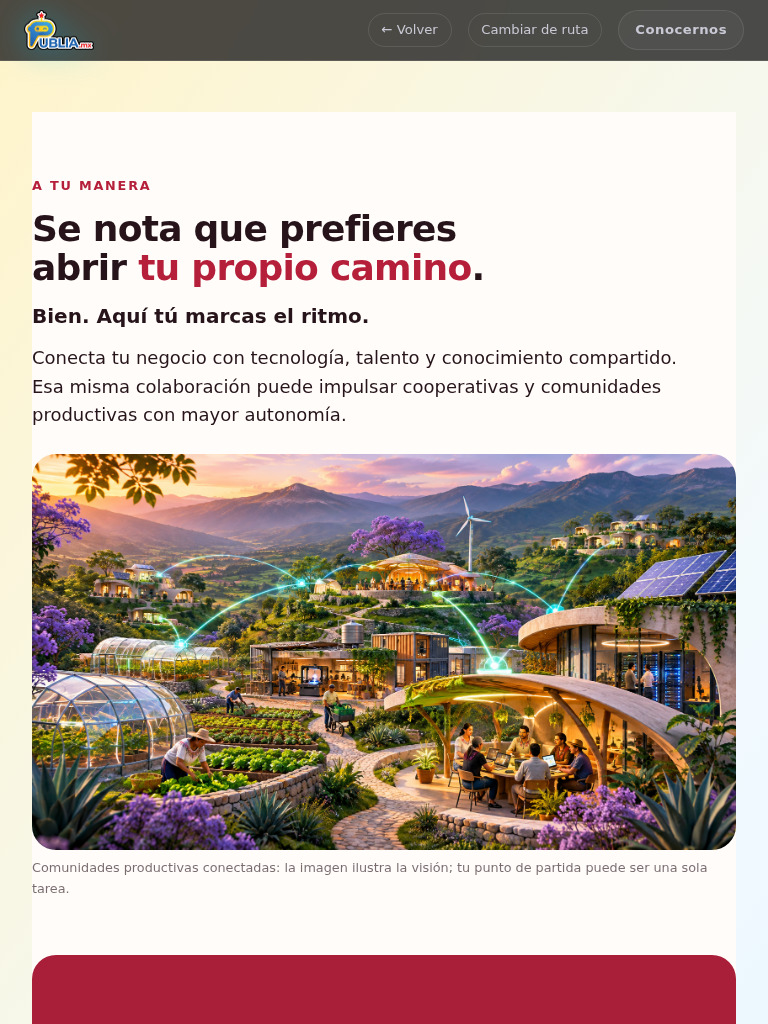 PUBLIA.mx
← Volver
Cambiar de ruta
Conocernos
A TU MANERA
Se nota que prefieres
abrir tu propio camino.
Bien. Aquí tú marcas el ritmo.
Conecta tu negocio con tecnología, talento y conocimiento compartido.
Esa misma colaboración puede impulsar cooperativas y comunidades
productivas con mayor autonomía.
Comunidades productivas conectadas: la imagen ilustra la visión; tu punto de partida puede ser una sola
tarea.